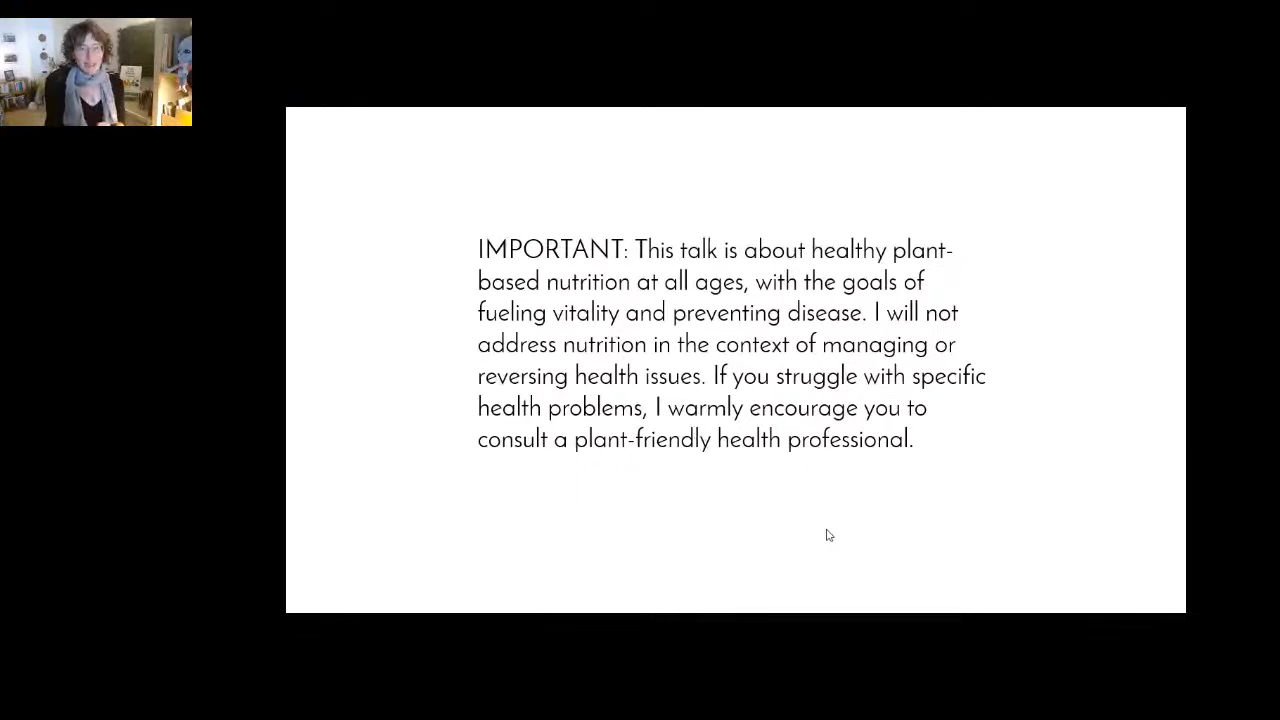 IMPORTANT: This talk is about healthy plant-
based nutrition at all ages, with the goals of
fueling vitality and preventing disease. I will not
address nutrition in the context of managing or
reversing health issues. If you struggle with specific
health problems, I warmly encourage you to
consult a plant-friendly health professional.